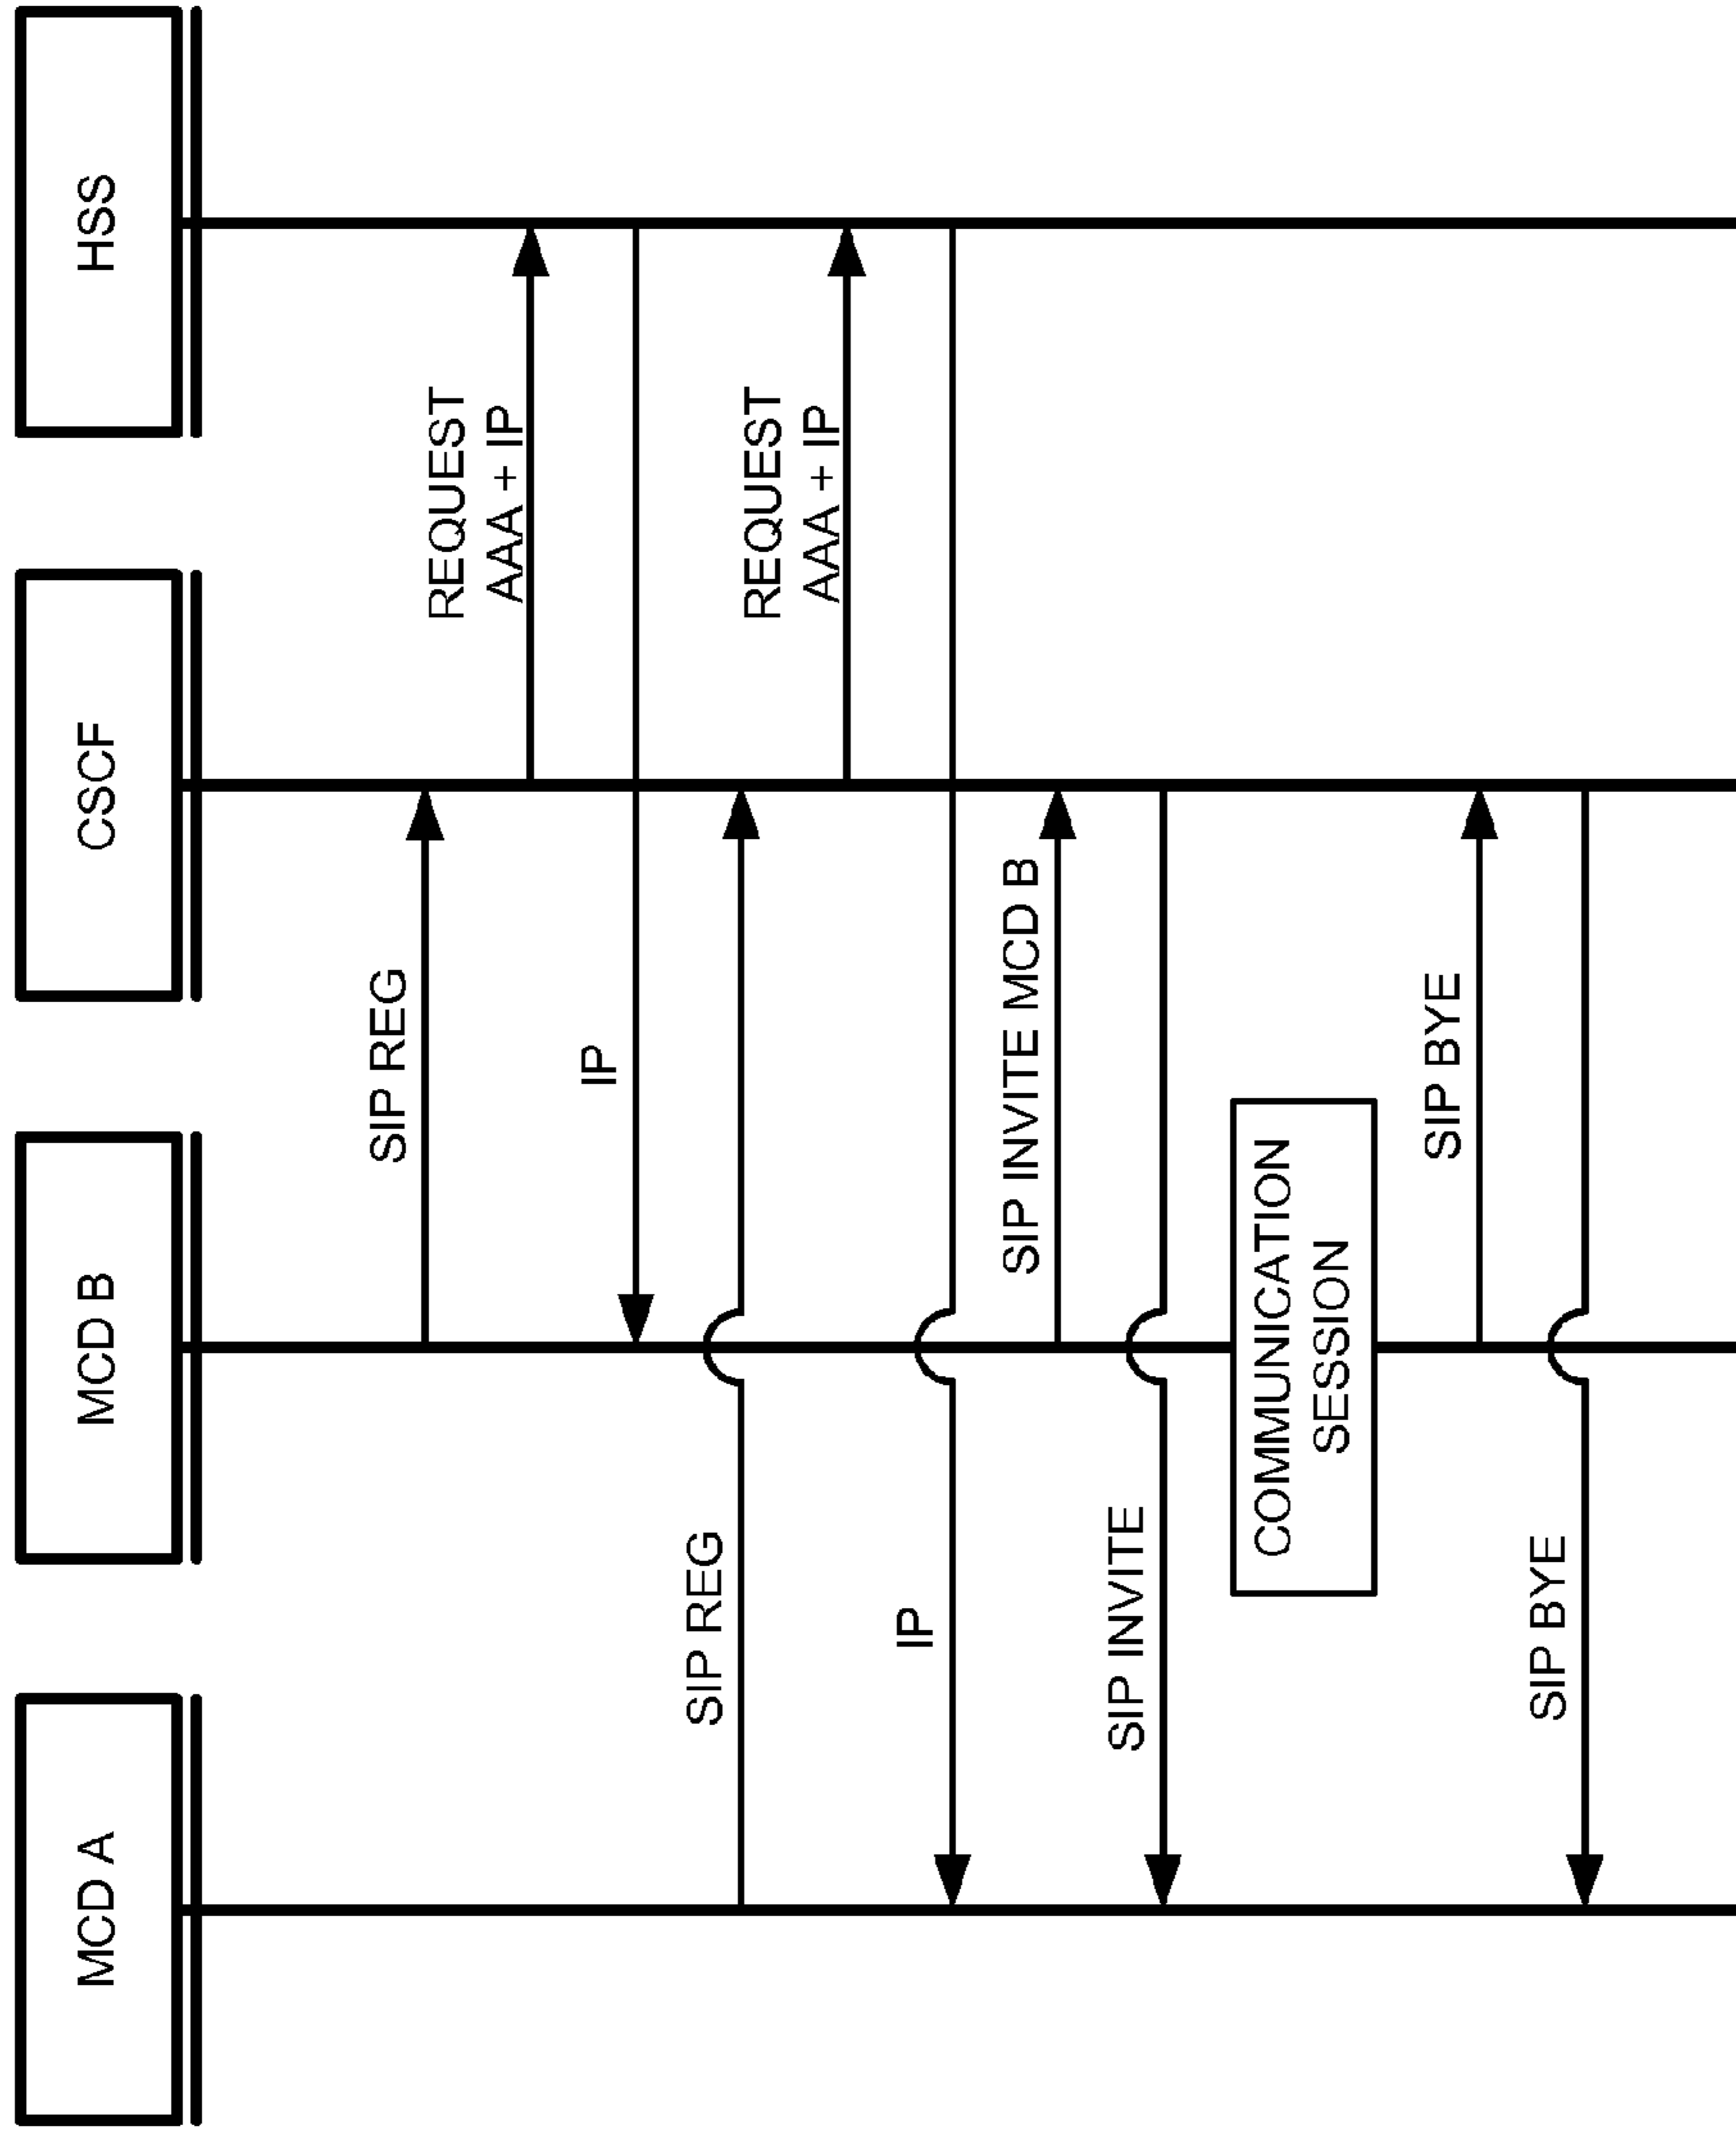 MCD A
MCD B
CSCF
HSS
SIP REG
REQUEST
AAA + IP
IP
SIP REG
REQUEST
AAA + IP
IP
SIP INVITE MCD B
SIP INVITE
COMMUNICATION
SESSION
SIP BYE
SIP BYE